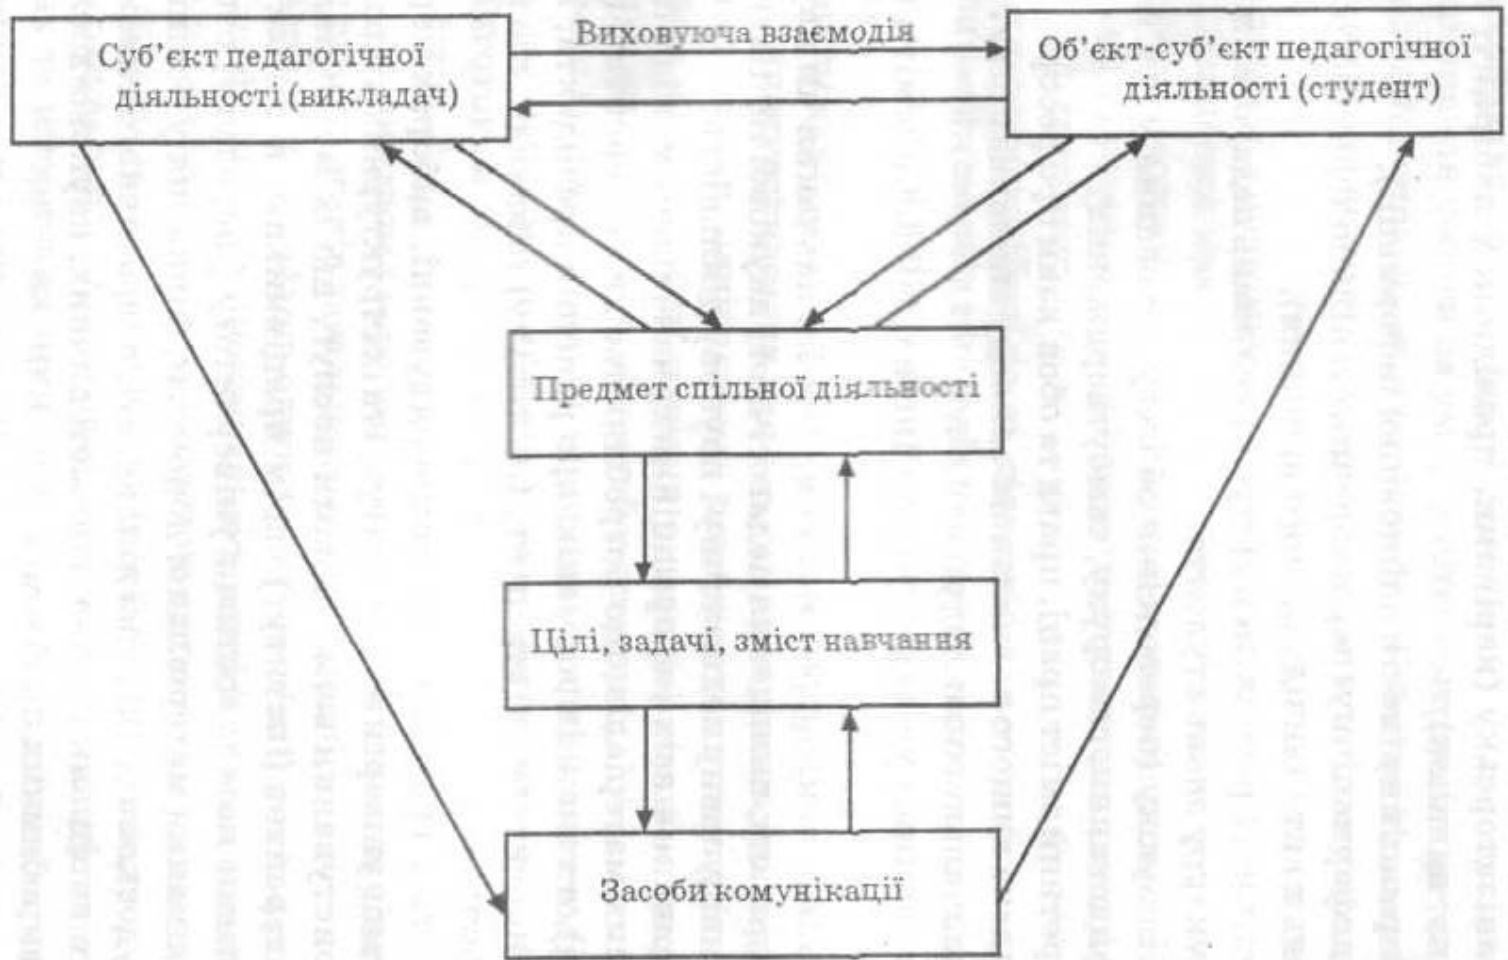 Виховуюча взаємодія
Суб’єкт педагогічної
діяльності (викладач)
Об’єкт-суб’єкт педагогічної
діяльності (студент)
Предмет спільної діяльності
Цілі, задачі, зміст навчання
Засоби комунікації